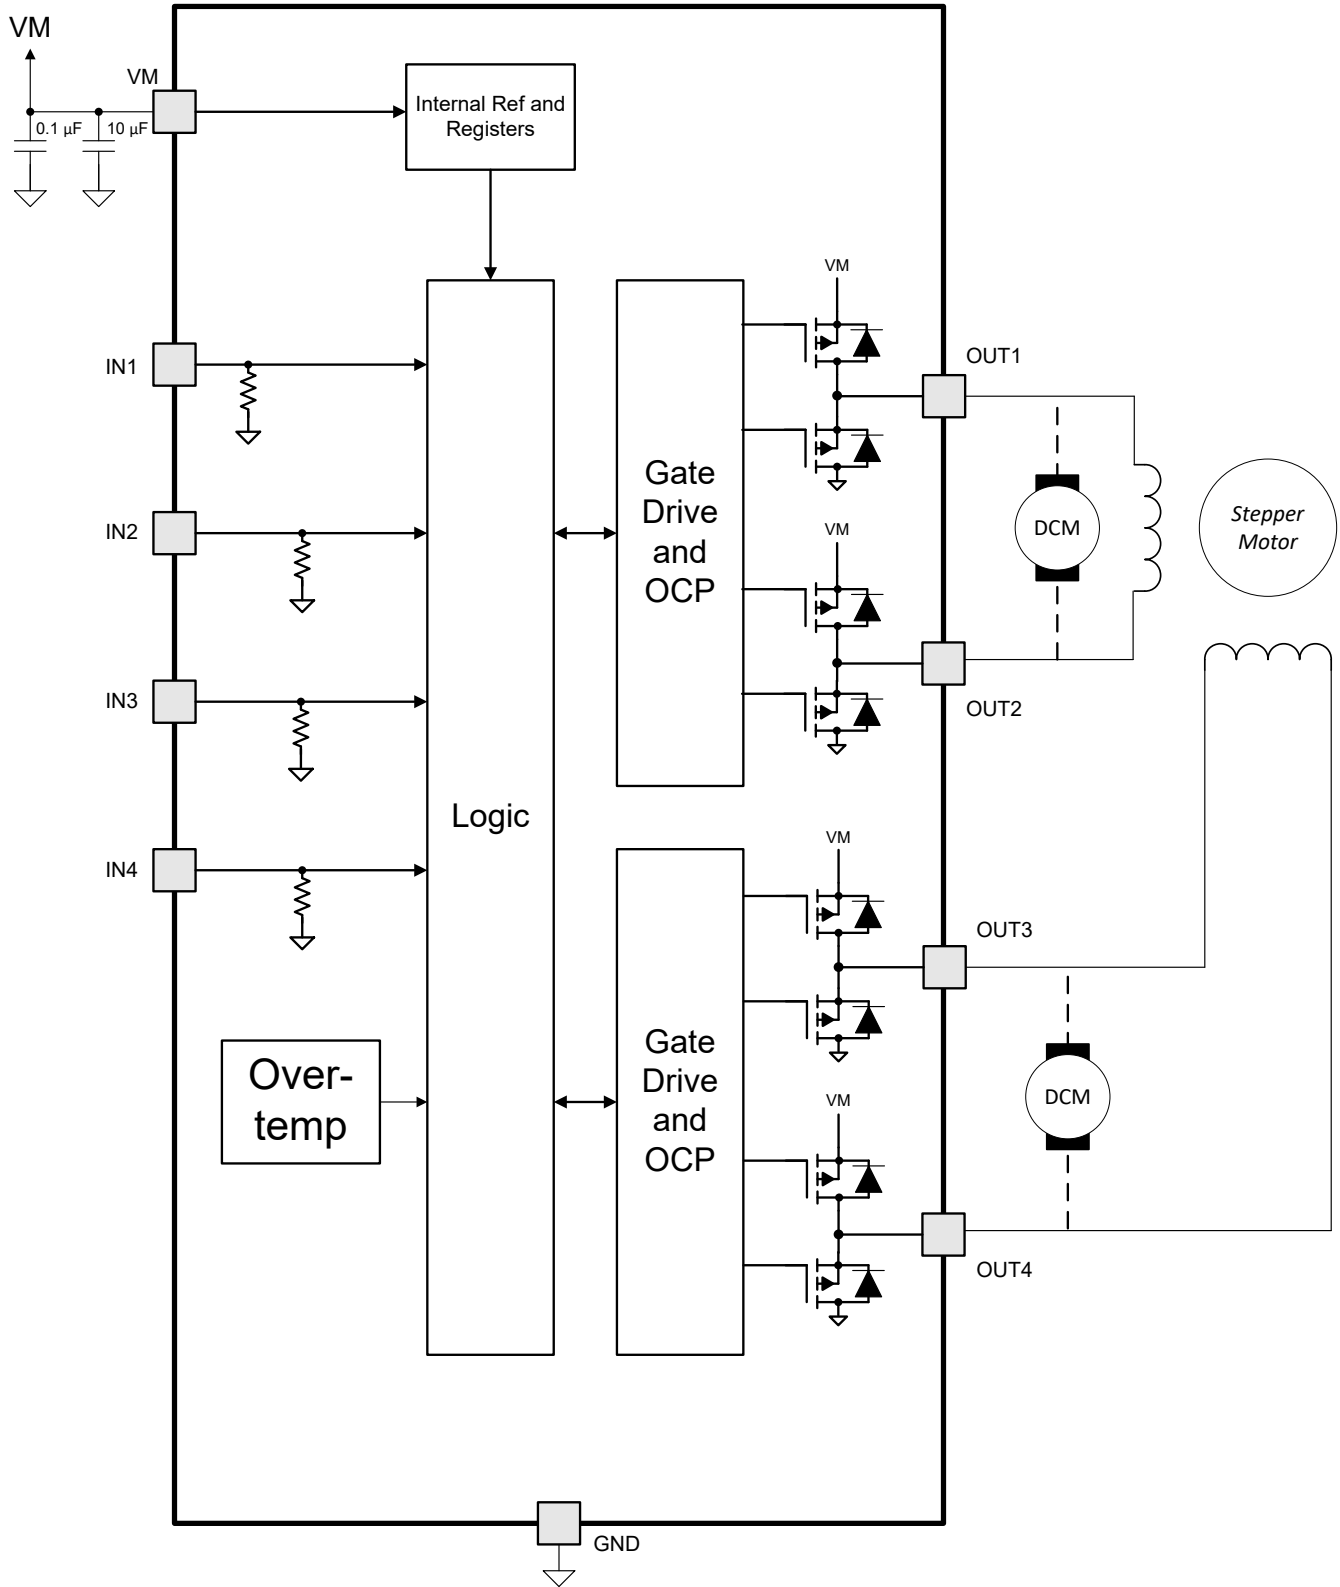 VM
VM
0.1 µF
10 µF
Internal Ref and
Registers
VM
IN1
OUT1
Gate
Drive
and
OCP
DCM
Stepper
Motor
IN2
VM
IN3
OUT2
Logic
VM
IN4
OUT3
Over-
temp
Gate
Drive
and
OCP
DCM
VM
OUT4
GND